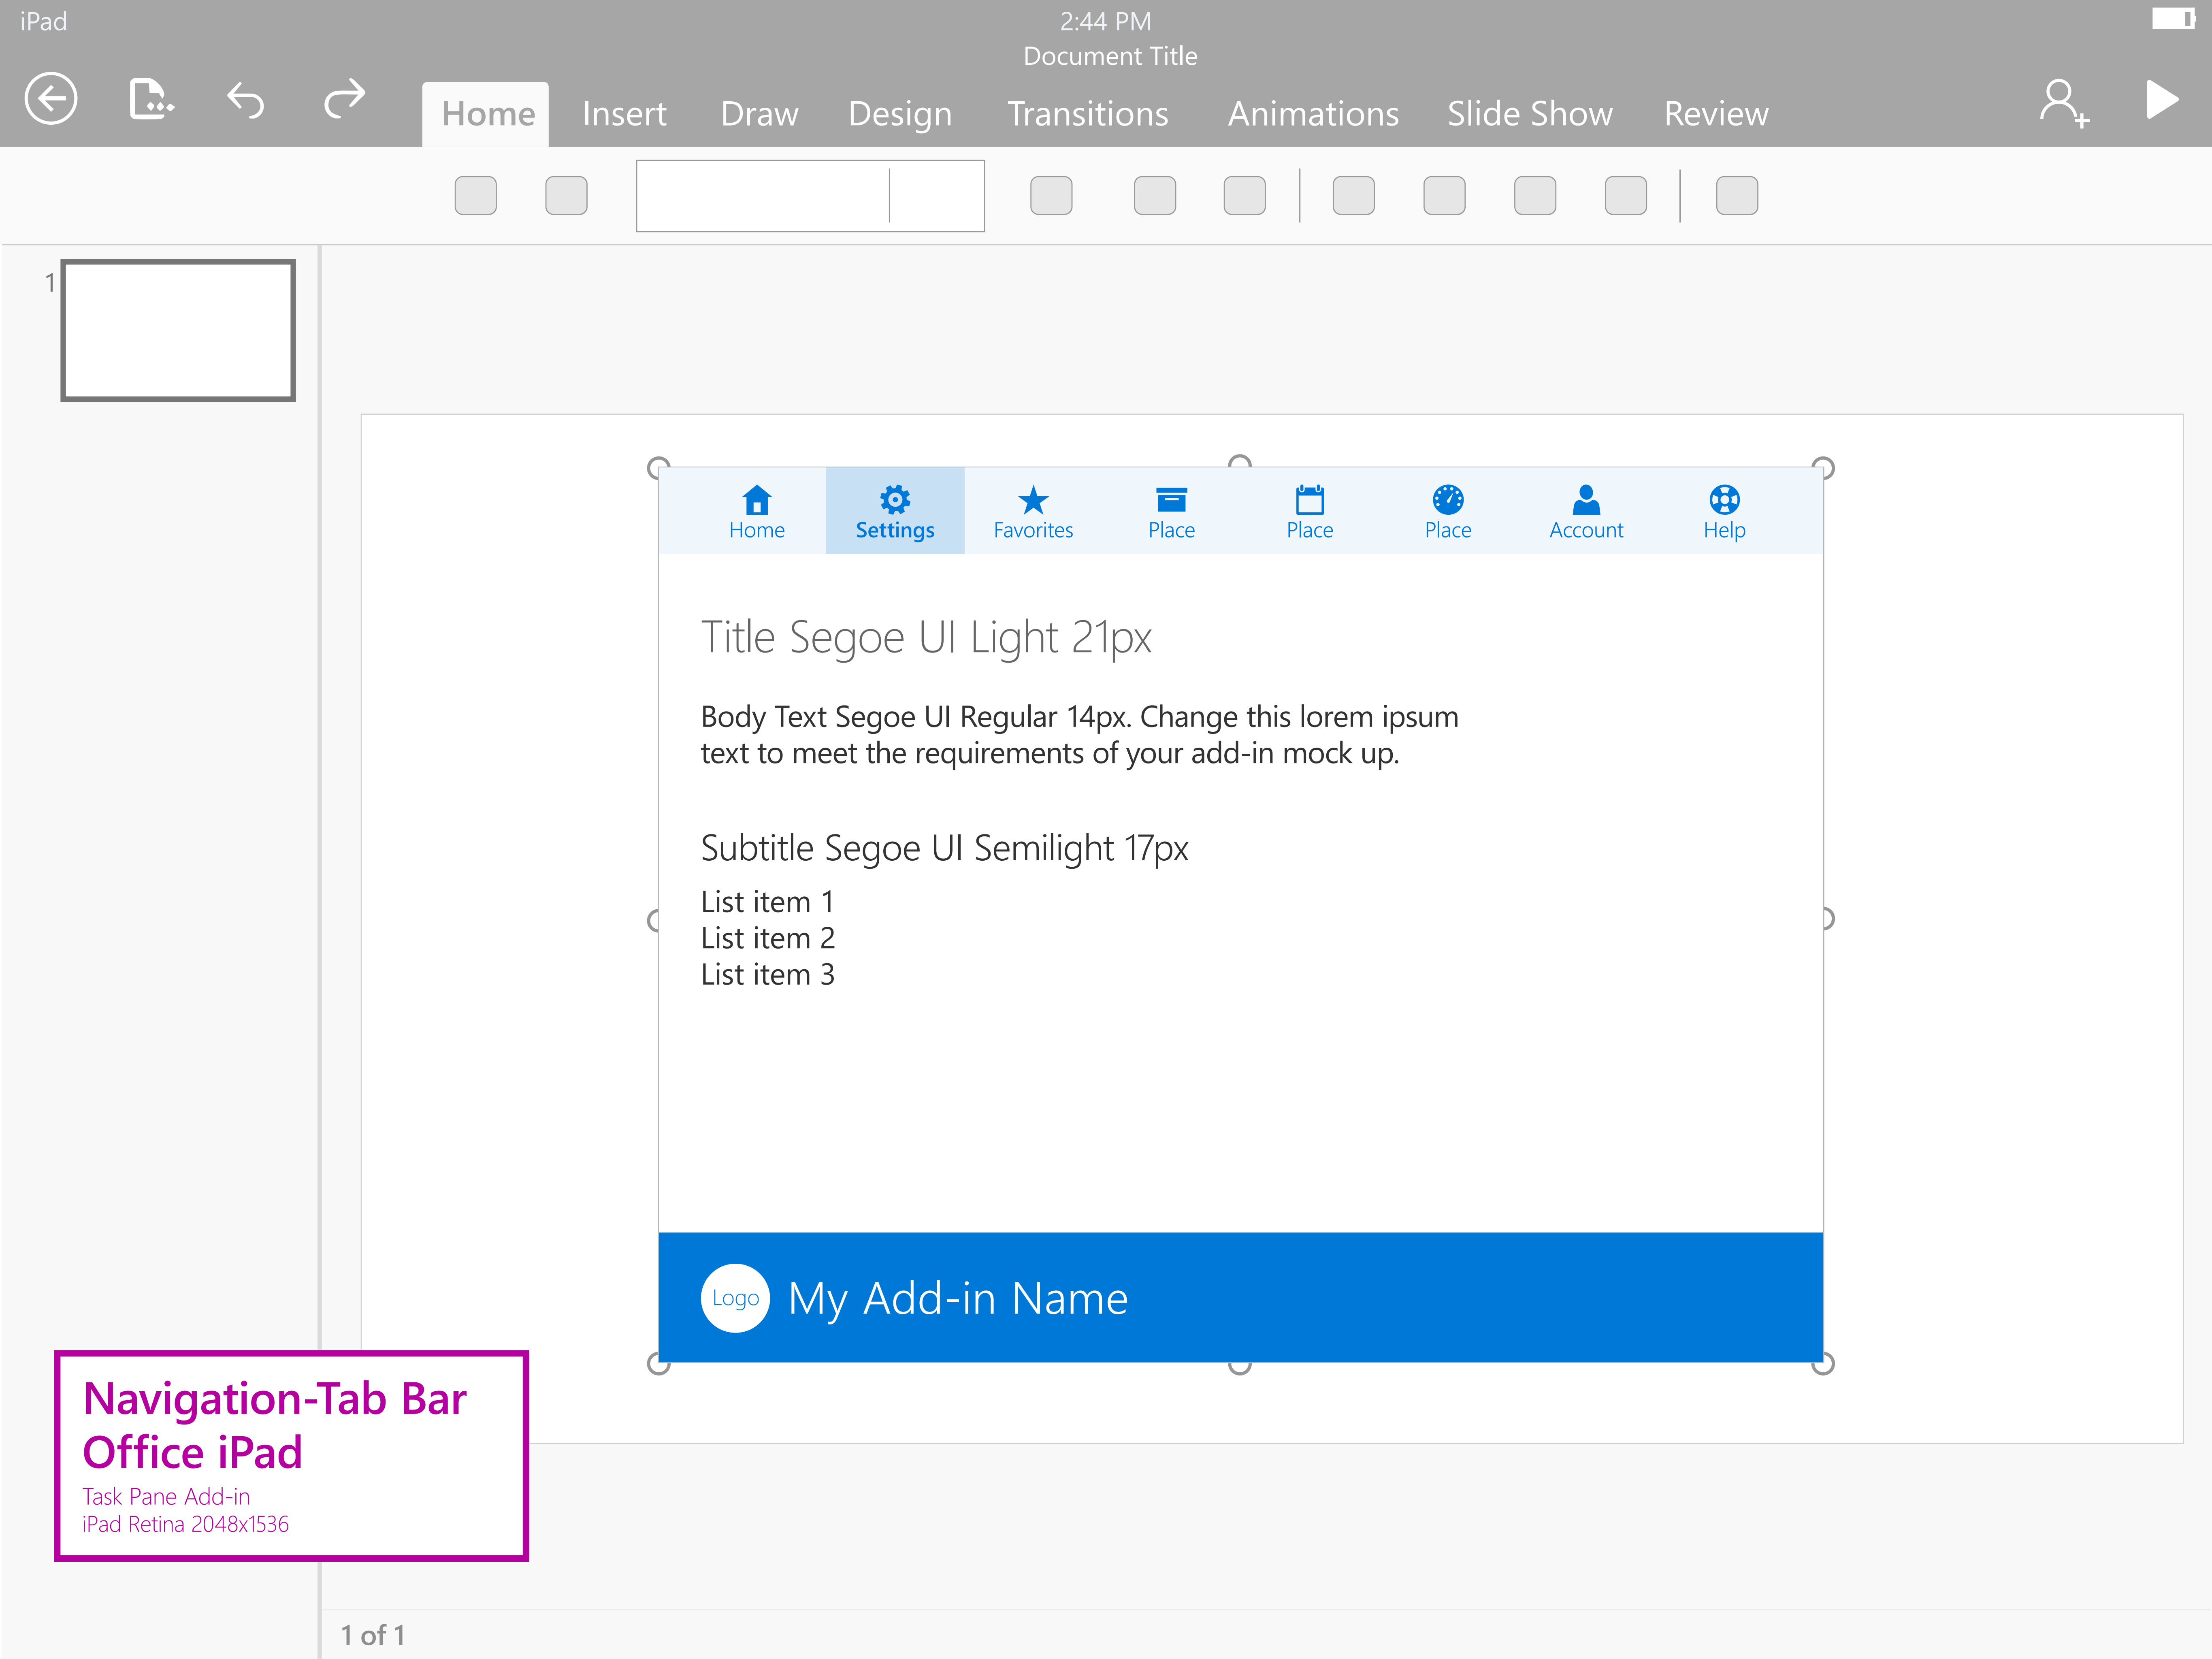 iPad
2:44 PM
Document Title
Home Insert Draw Design Transitions Animations Slide Show Review
1
Home Settings Favorites Place Place Place Account Help
Title Segoe UI Light 21px
Body Text Segoe UI Regular 14px. Change this lorem ipsum
text to meet the requirements of your add-in mock up.
Subtitle Segoe UI Semilight 17px
List item 1
List item 2
List item 3
Logo My Add-in Name
Navigation-Tab Bar
Office iPad
Task Pane Add-in
iPad Retina 2048x1536
1 of 1